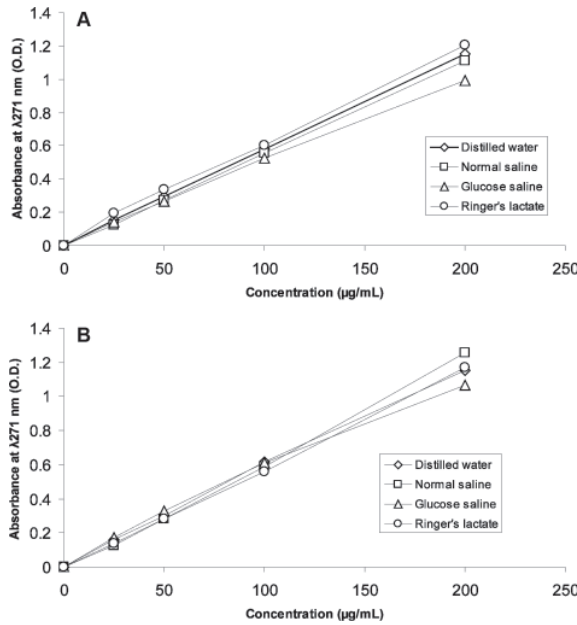 A
Absorbance at λ271 nm (O.D.)
1.4
1.2
1
0.8
0.6
0.4
0.2
0
0 50 100 150 200 250
Concentration (µg/mL)
Distilled water
Normal saline
Glucose saline
Ringer's lactate
B
Absorbance at λ271 nm (O.D.)
1.4
1.2
1
0.8
0.6
0.4
0.2
0
0 50 100 150 200 250
Concentration (µg/mL)
Distilled water
Normal saline
Glucose saline
Ringer's lactate